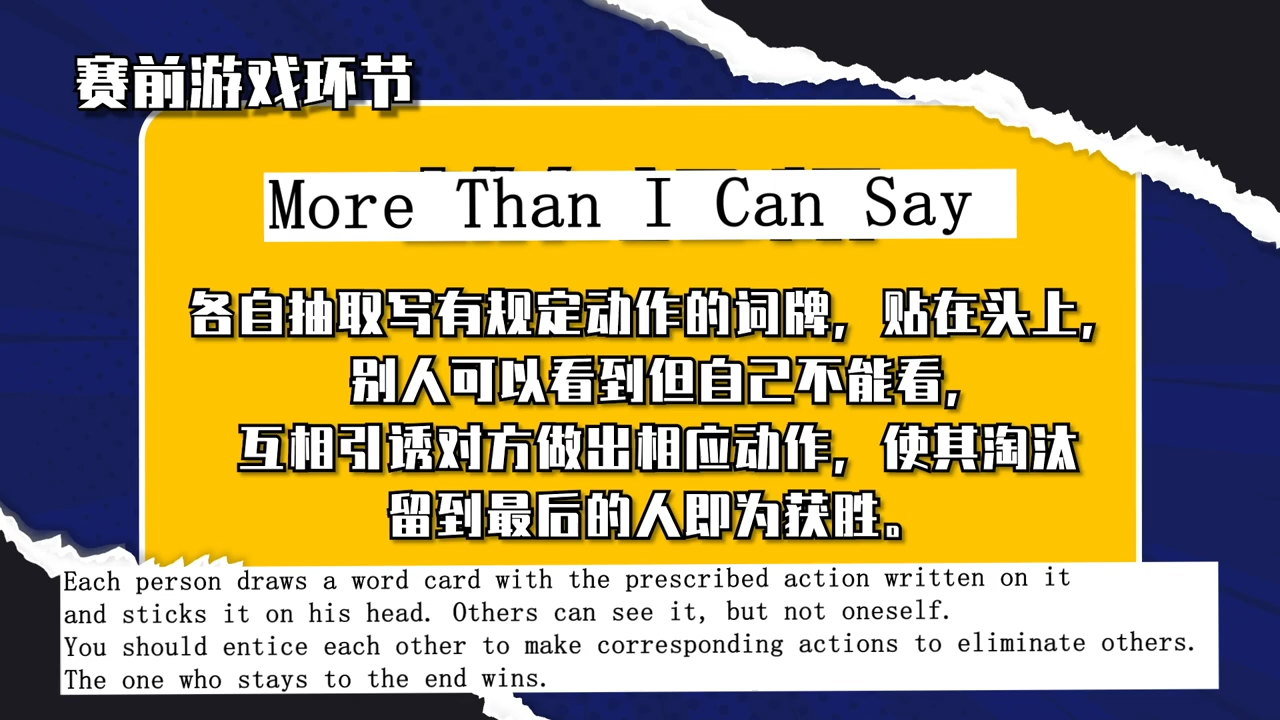 赛前游戏环节
More Than I Can Say
各自抽取写有规定动作的词牌，贴在头上，
别人可以看到但自己不能看，
互相引诱对方做出相应动作，使其淘汰
留到最后的人即为获胜。
Each person draws a word card with the prescribed action written on it
and sticks it on his head. Others can see it, but not oneself.
You should entice each other to make corresponding actions to eliminate others.
The one who stays to the end wins.